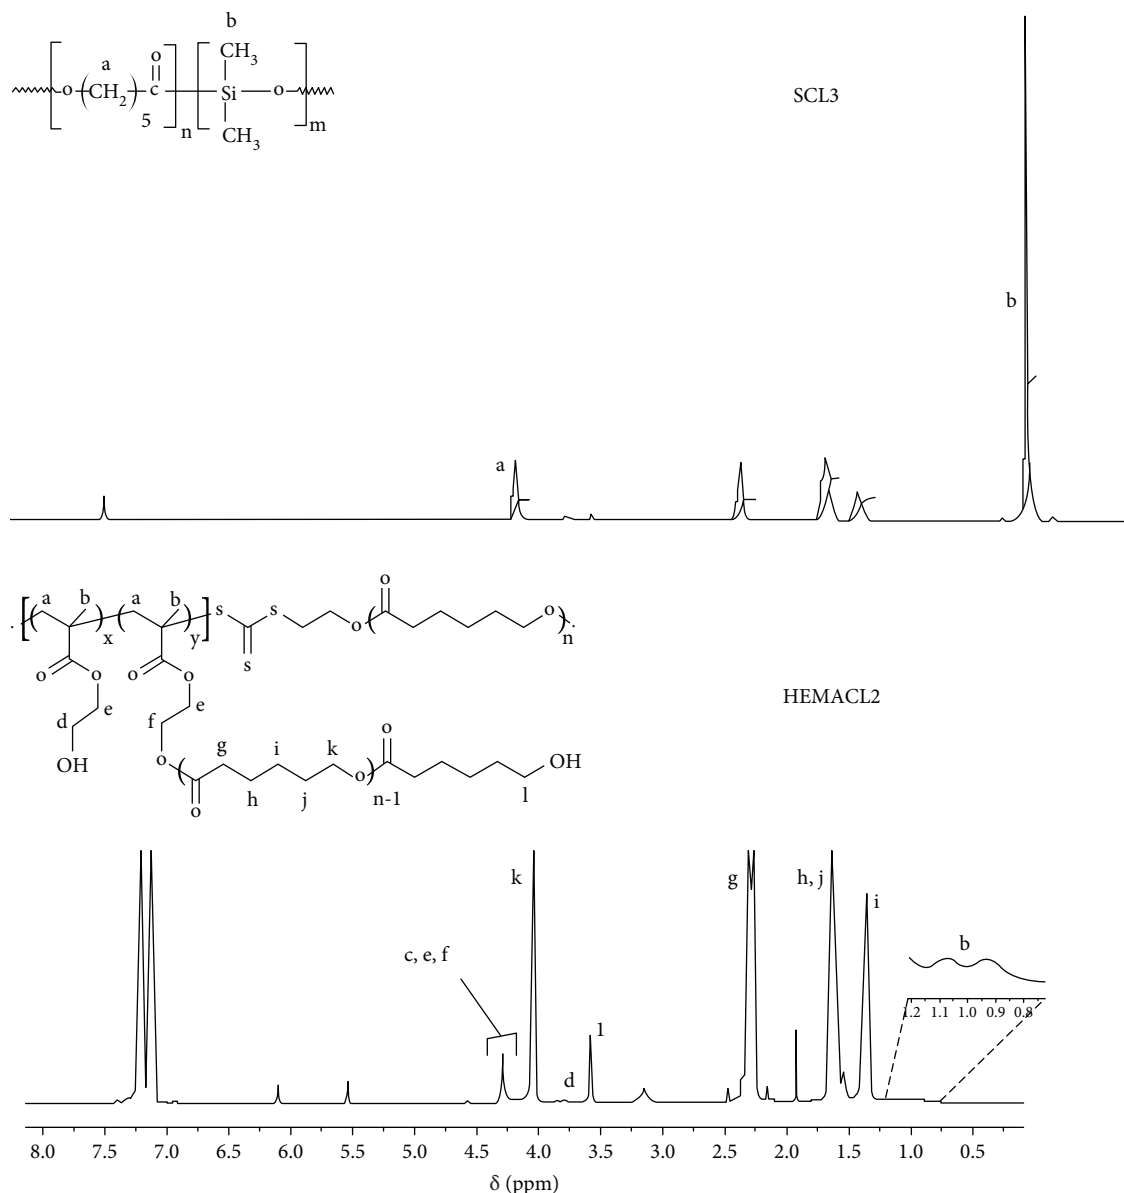 b
CH3
a
o
o
(CH2)
5
c
n
Si
o
m
CH3
SCL3
b
a
a
b
x
a
b
y
s
s
s
o
o
o
n
o
o
o
o
d
e
f
e
OH
o
g
i
k
o
o
OH
h
j
n-1
l
o
HEMACL2
k
g
h, j
i
c, e, f
l
d
b
1.2 1.1 1.0 0.9 0.8
8.0 7.5 7.0 6.5 6.0 5.5 5.0 4.5 4.0 3.5 3.0 2.5 2.0 1.5 1.0 0.5
δ (ppm)